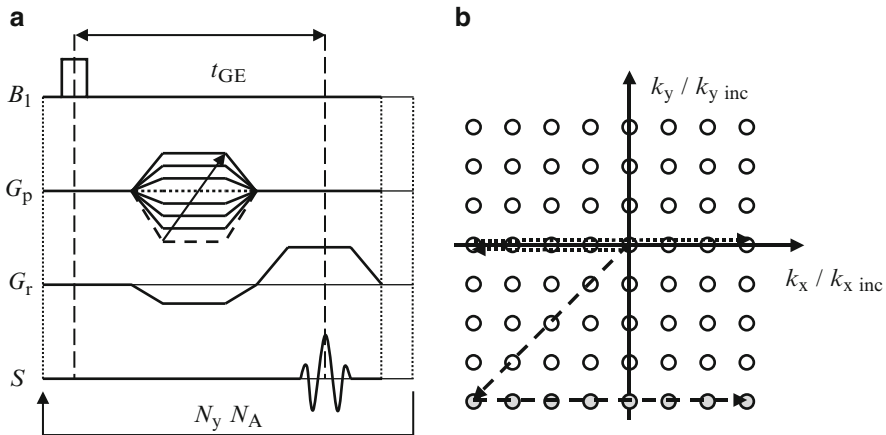 a
b
t_GE
B_1
k_y / k_y inc
G_p
G_r
k_x / k_x inc
S
N_y N_A